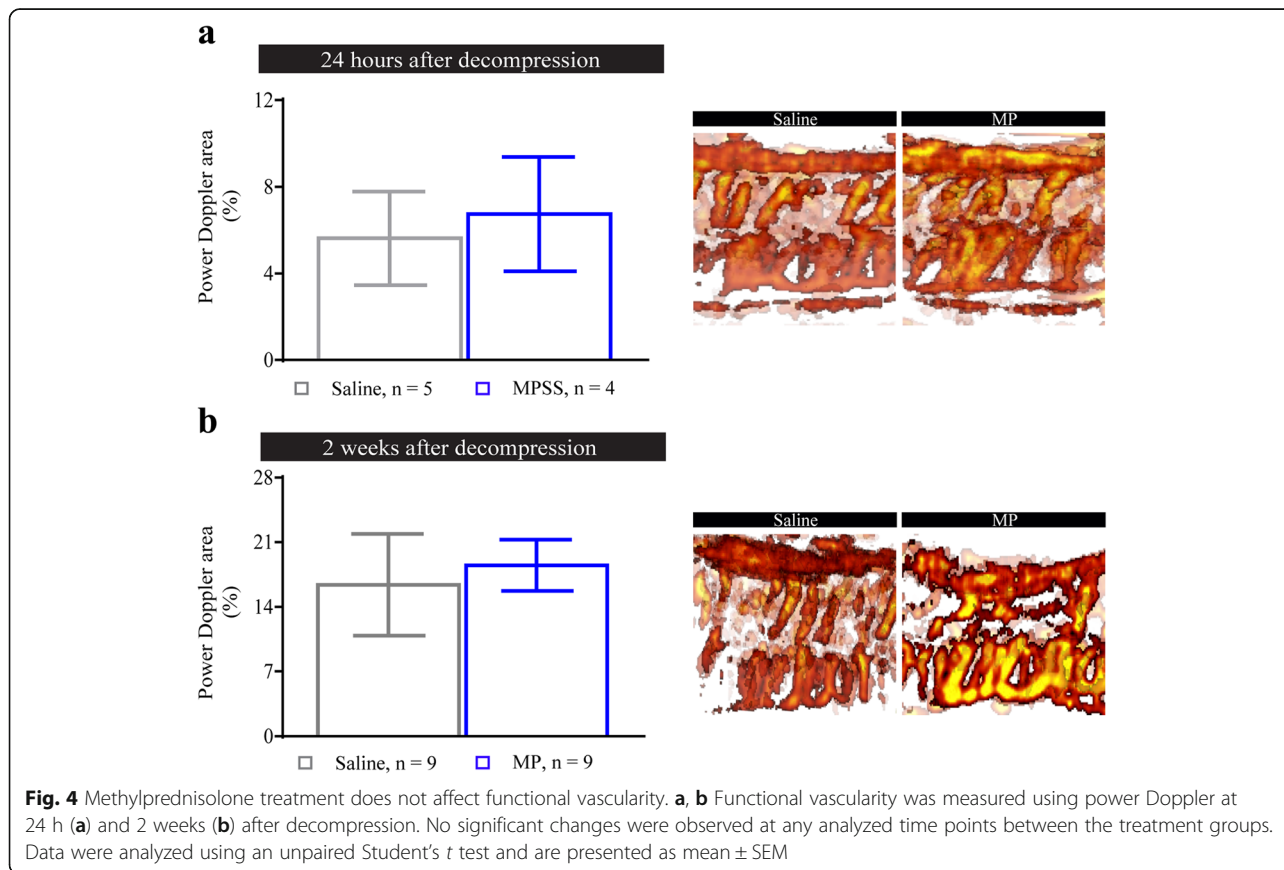 a
24 hours after decompression
12
8
4
0
Power Doppler area
(%)
Saline, n = 5 MPSS, n = 4
Saline MP
b
2 weeks after decompression
28
21
14
7
0
Power Doppler area
(%)
Saline, n = 9 MP, n = 9
Saline MP
Fig. 4 Methylprednisolone treatment does not affect functional vascularity. a, b Functional vascularity was measured using power Doppler at
24 h (a) and 2 weeks (b) after decompression. No significant changes were observed at any analyzed time points between the treatment groups.
Data were analyzed using an unpaired Student's t test and are presented as mean ± SEM